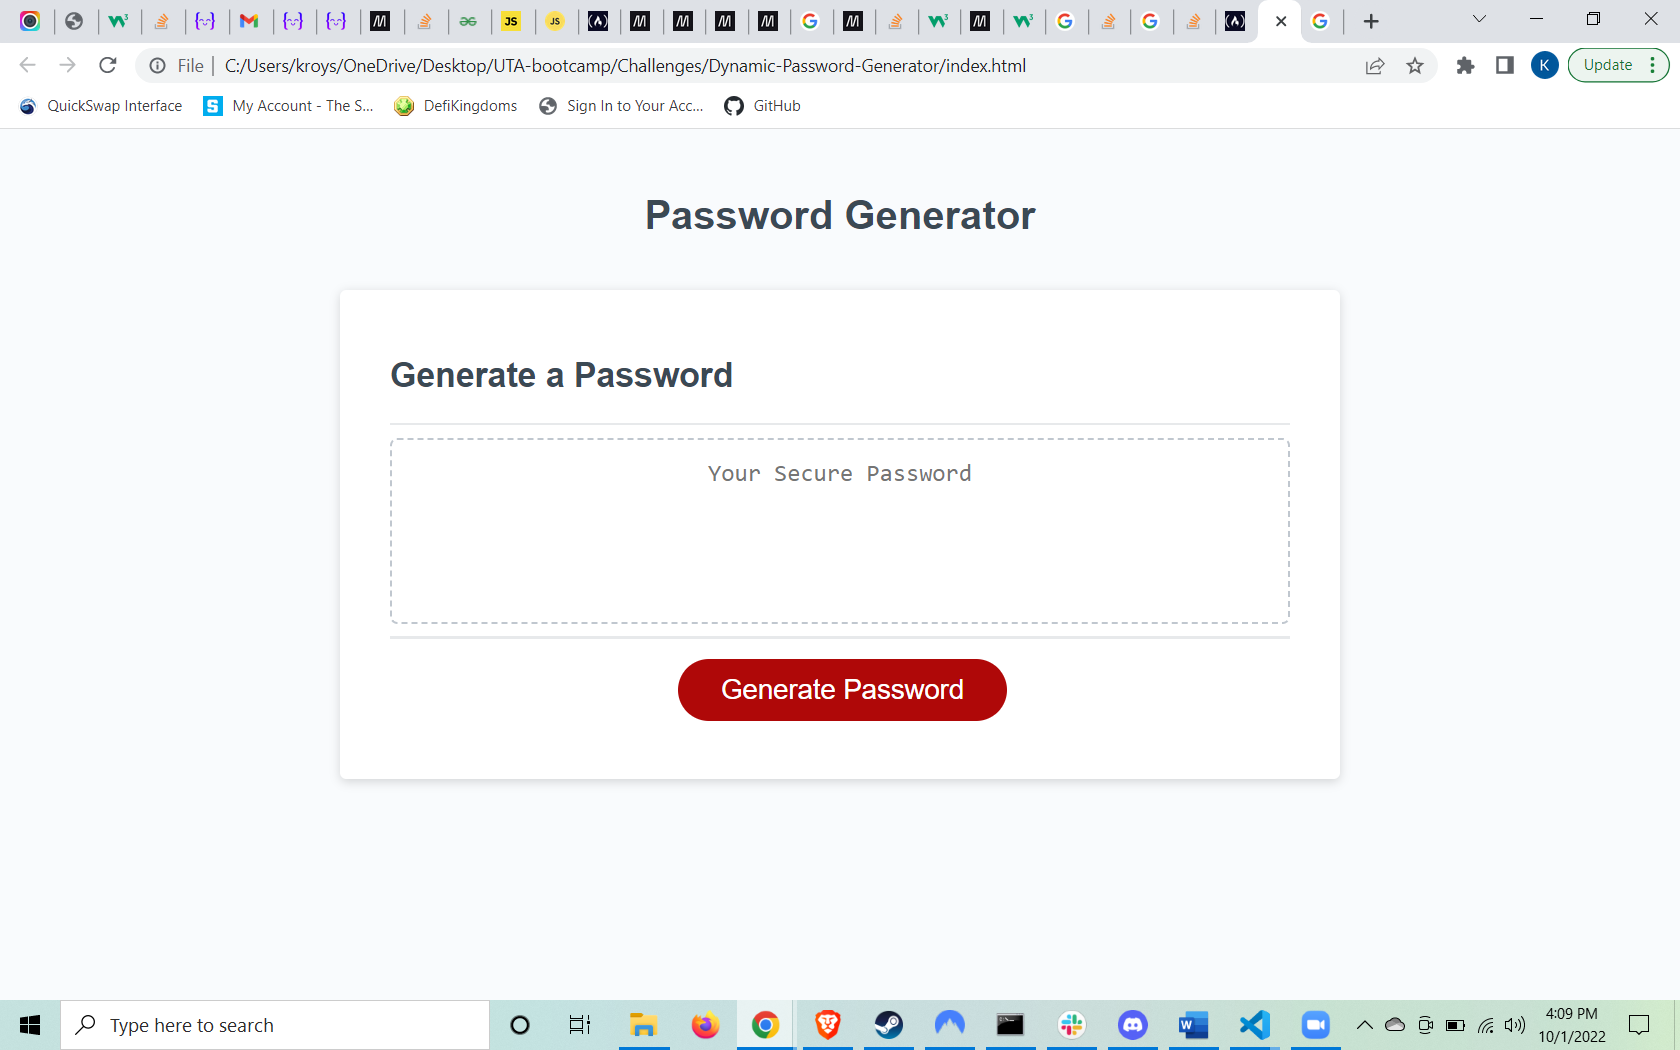 File | C:/Users/kroys/OneDrive/Desktop/UTA-bootcamp/Challenges/Dynamic-Password-Generator/index.html
K
Update
QuickSwap Interface
S
My Account - The S...
DefiKingdoms
Sign In to Your Acc...
GitHub
Password Generator
Generate a Password
Your Secure Password
Generate Password
Type here to search
4:09 PM
10/1/2022